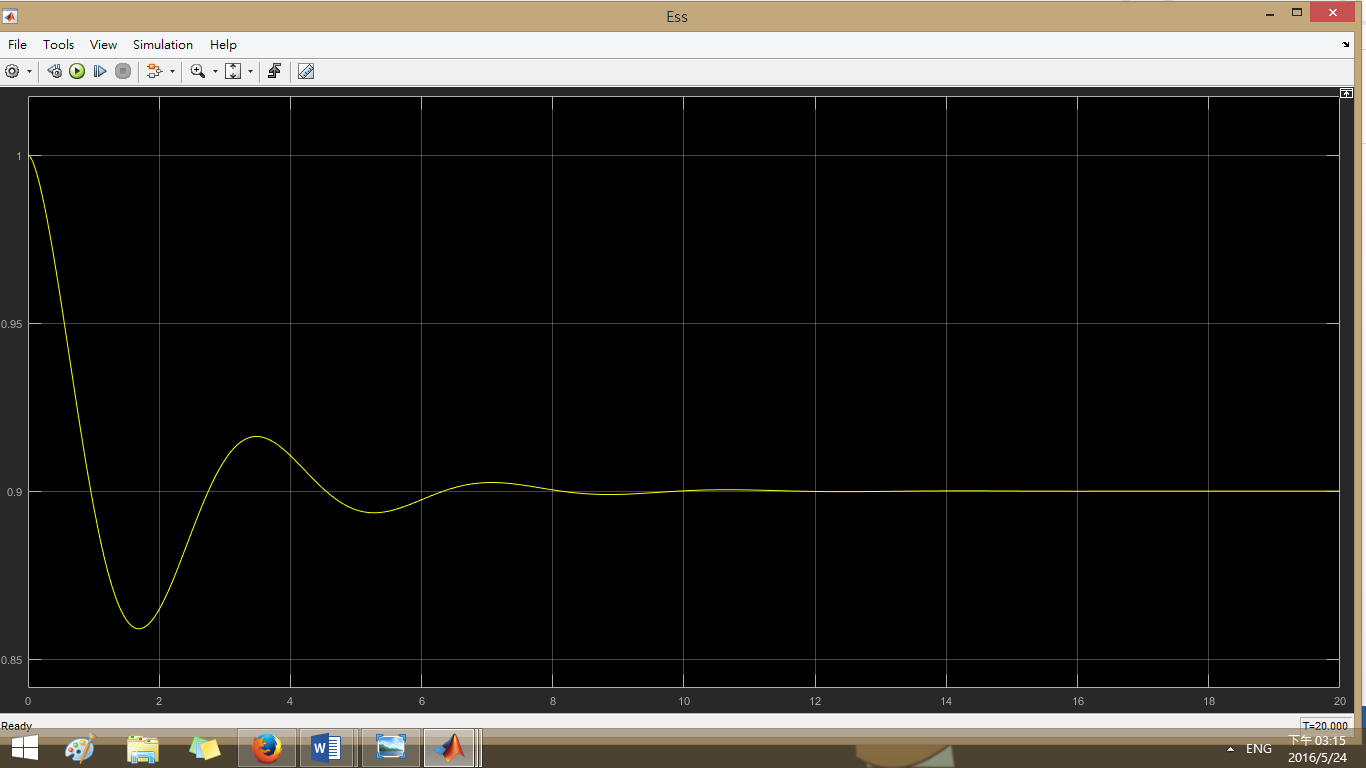 Ess
File Tools View Simulation Help
1
0.95
0.9
0.85
0 2 4 6 8 10 12 14 16 18 20
Ready
T=20.000
ENG
下午 03:15
2016/5/24